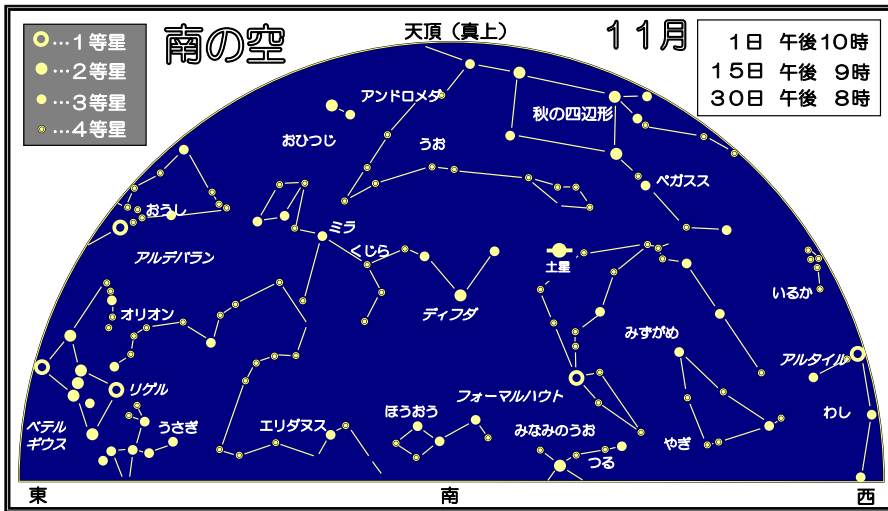 …1等星
…2等星
…3等星
…4等星
南の空
天頂（真上）
11月
1日 午後10時
15日 午後 9時
30日 午後 8時
アンドロメダ
秋の四辺形
おひつじ
うお
ペガスス
おうし
ミラ
くじら
土星
アルデバラン
いるか
オリオン
ディフダ
みずがめ
アルタイル
リゲル
フォーマルハウト
ベテル
ギウス
うさぎ
エリダヌス
ほうおう
みなみのうお
つる
やぎ
わし
東
南
西